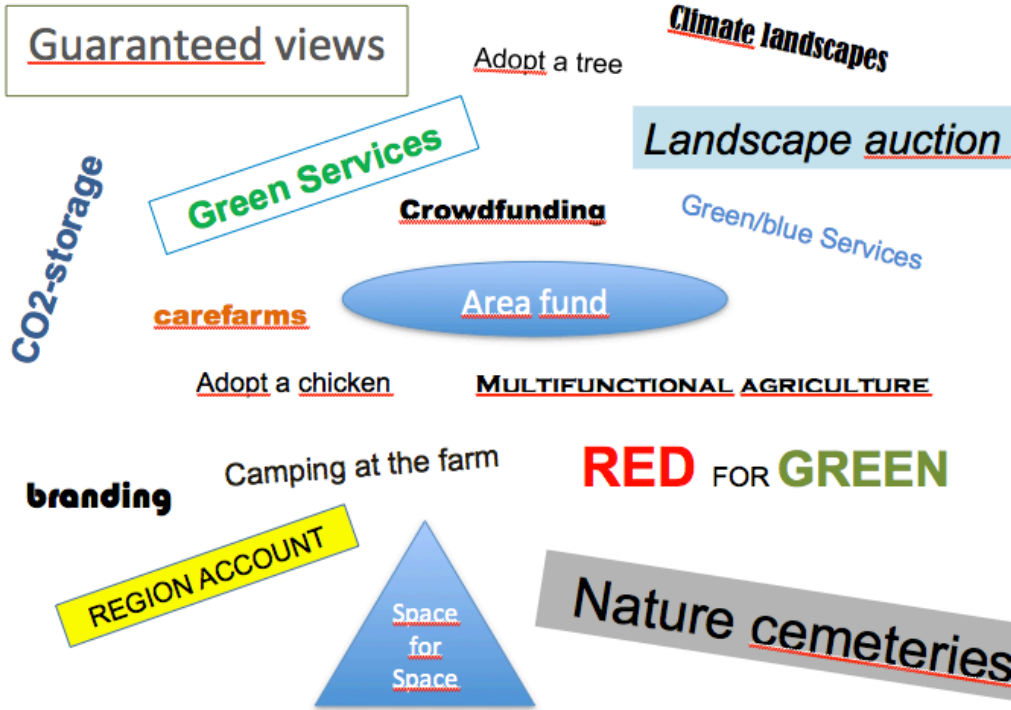 Guaranteed views
Climate landscapes
Adopt a tree
Landscape auction
Green Services
CO2-storage
Crowdfunding
Green/blue Services
Area fund
carefarms
Adopt a chicken
MULTIFUNCTIONAL AGRICULTURE
Camping at the farm
RED FOR GREEN
branding
REGION ACCOUNT
Space
for
Space
Nature cemeteries